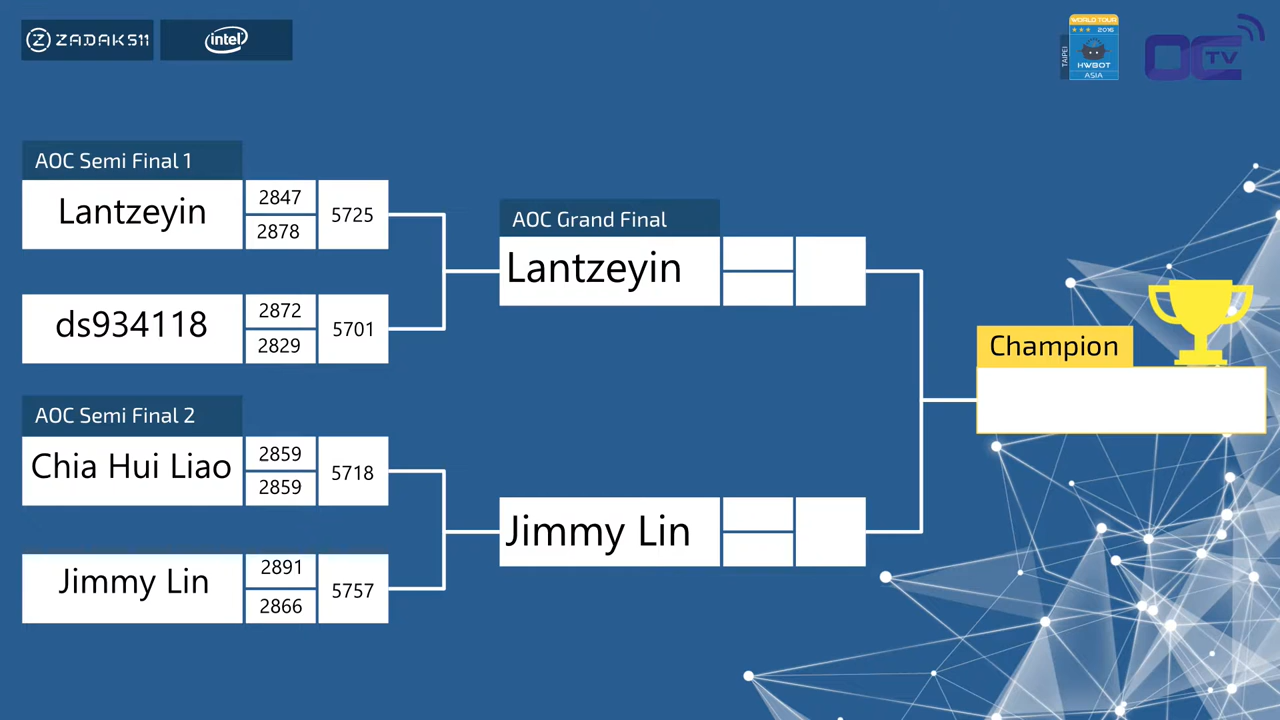 ZADAK511
intel
WORLD TOUR
2016
TAIPEI
HWBOT
ASIA
OC
TV
AOC Semi Final 1
Lantzeyin
2847
2878
5725
ds934118
2872
2829
5701
AOC Semi Final 2
Chia Hui Liao
2859
2859
5718
Jimmy Lin
2891
2866
5757
AOC Grand Final
Lantzeyin
Jimmy Lin
Champion